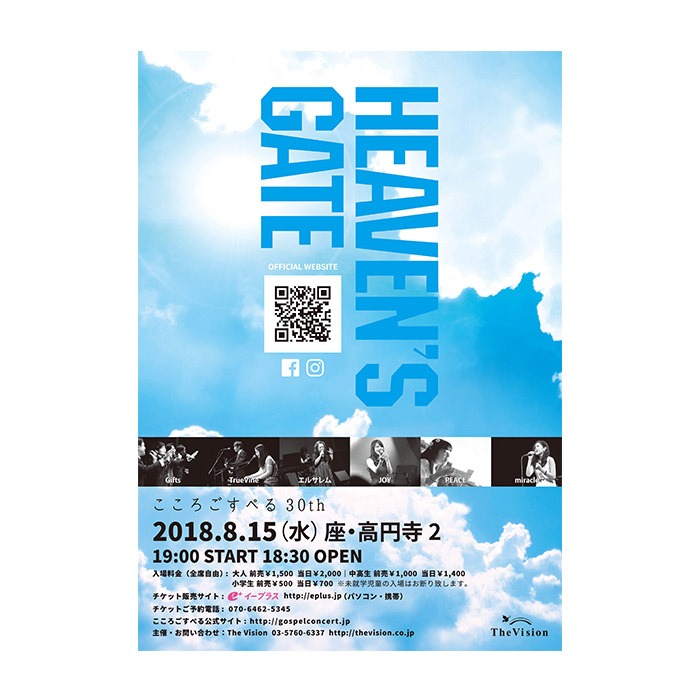 HEAVEN'S
GATE
OFFICIAL WEBSITE
Gifts
TrueVine
エルサレム
JOY
PEACE
miracle
こころごすぺる 30th
2018.8.15(水) 座・高円寺 2
19:00 START 18:30 OPEN
入場料金（全席自由）: 大人 前売￥1,500 当日￥2,000｜中高生 前売￥1,000 当日￥1,400
小学生 前売￥500 当日￥700 ※未就学児童の入場はお断り致します。
チケット販売サイト： e+ イープラス http://eplus.jp (パソコン・携帯)
チケットご予約電話： 070-6462-5345
こころごすぺる公式サイト：http://gospelconcert.jp
主催・お問い合わせ：The Vision 03-5760-6337 http://thevision.co.jp
TheVision